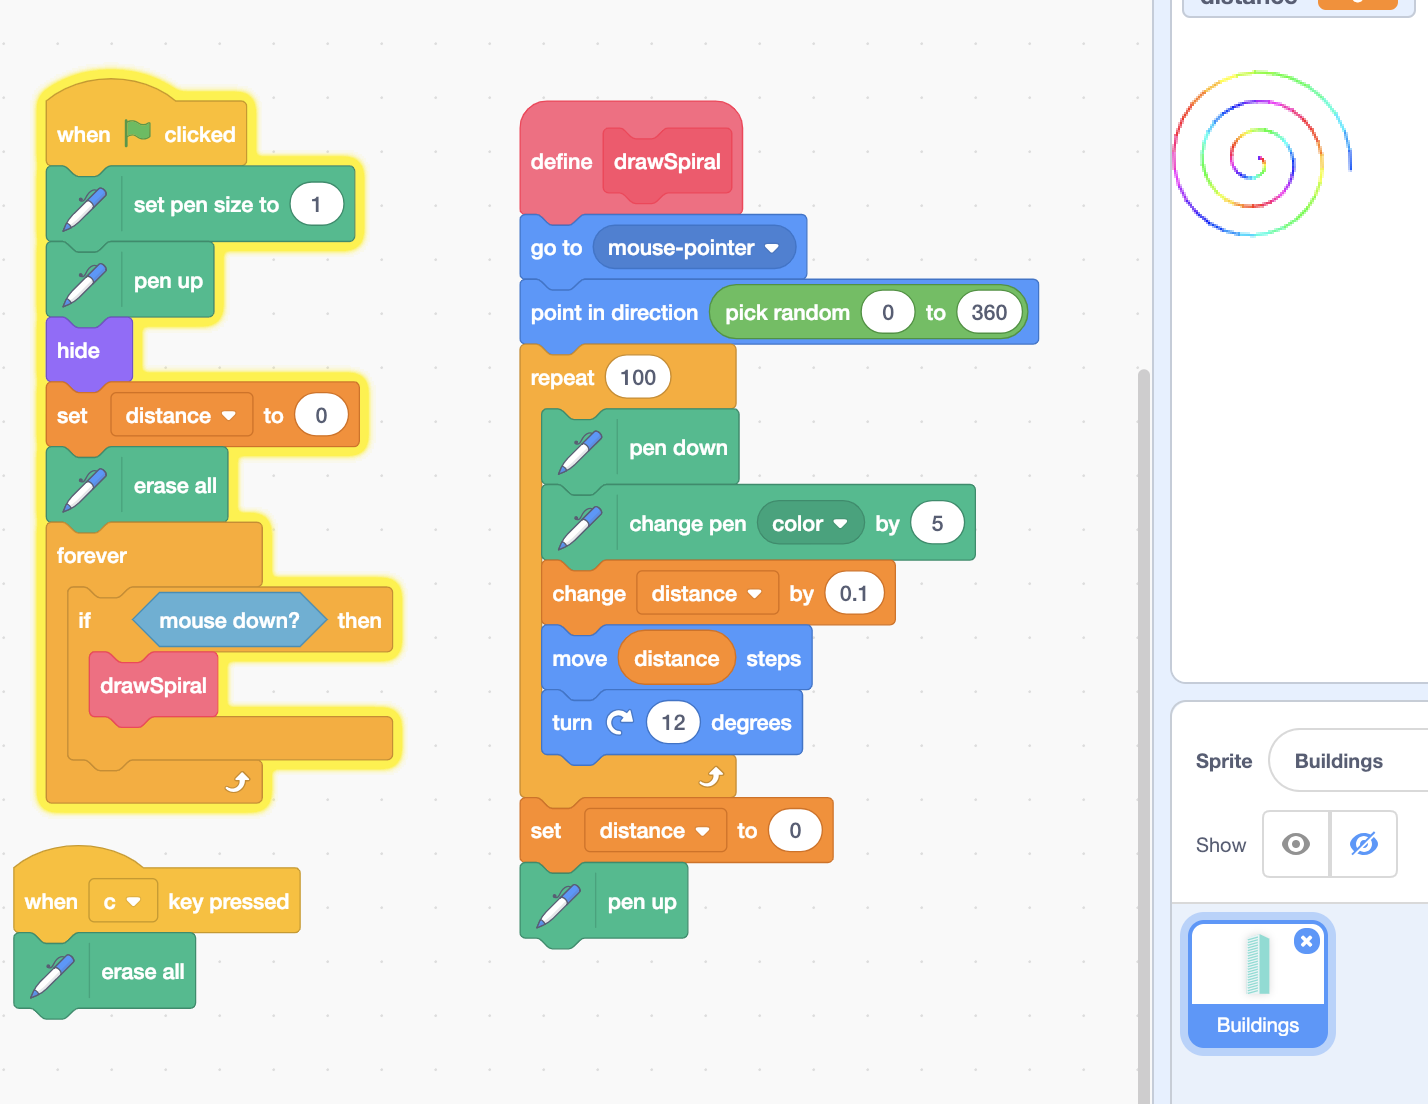 when clicked
set pen size to 1
pen up
hide
set distance to 0
erase all
forever
if mouse down? then
drawSpiral
when c key pressed
erase all
define drawSpiral
go to mouse-pointer
point in direction pick random 0 to 360
repeat 100
pen down
change pen color by 5
change distance by 0.1
move distance steps
turn 12 degrees
set distance to 0
pen up
distance
Sprite Buildings
Show
Buildings